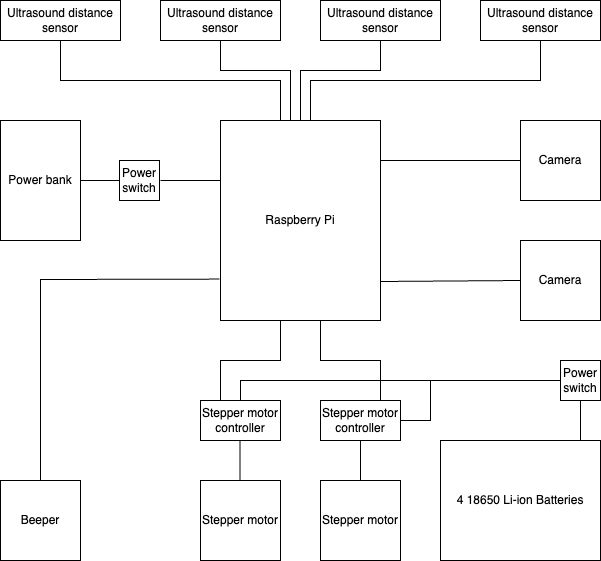 Ultrasound distance
sensor
Ultrasound distance
sensor
Ultrasound distance
sensor
Ultrasound distance
sensor
Power bank
Power
switch
Raspberry Pi
Camera
Camera
Power
switch
Stepper motor
controller
Stepper motor
controller
Beeper
Stepper motor
Stepper motor
4 18650 Li-ion Batteries